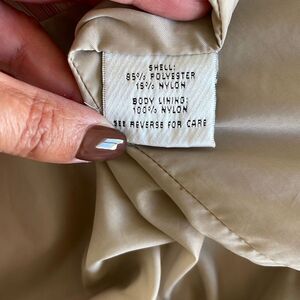 SHELL:
85% POLYESTER
15% NYLON
BODY LINING:
100% NYLON
SEE REVERSE FOR CARE